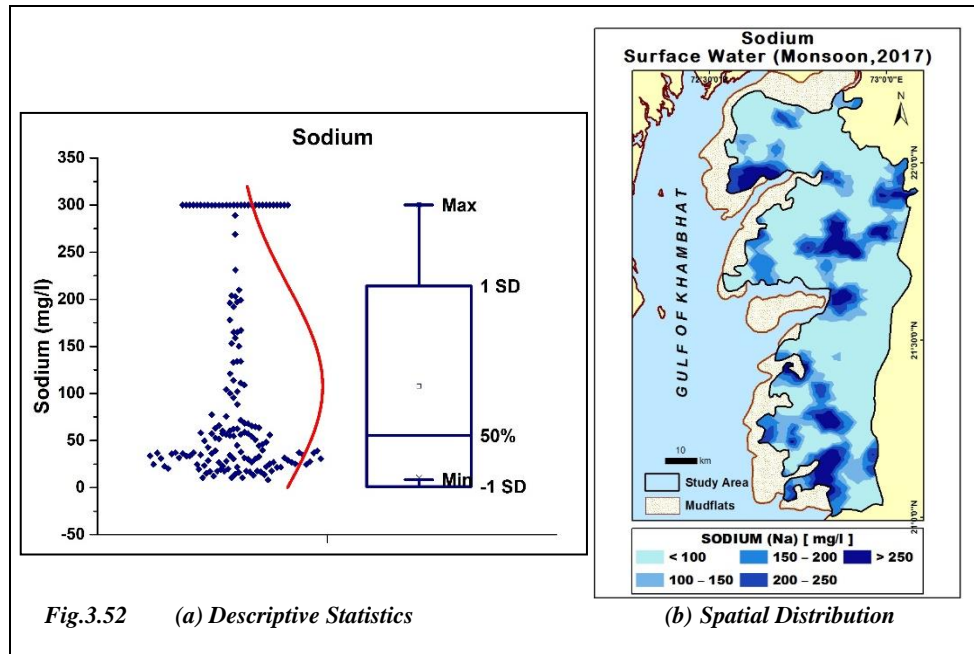 Sodium
350
300
250
200
150
100
50
0
-50
Sodium (mg/l)
Max
1 SD
50%
Min
-1 SD
Sodium
Surface Water (Monsoon,2017)
72°30'0"E
73°0'0"E
N
22°0'0"N
21°30'0"N
21°0'0"N
GULF OF KHAMBHAT
10
km
Study Area
Mudflats
SODIUM (Na) [ mg/l ]
< 100 150 – 200 > 250
100 – 150 200 – 250
Fig.3.52 (a) Descriptive Statistics (b) Spatial Distribution